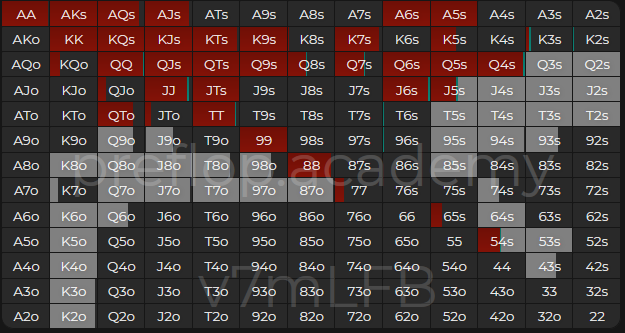 AA AKs AQs AJs ATs A9s A8s A7s A6s A5s A4s A3s A2s
AKo KK KQs KJs KTs K9s K8s K7s K6s K5s K4s K3s K2s
AQo KQo QQ QJs QTs Q9s Q8s Q7s Q6s Q5s Q4s Q3s Q2s
AJo KJo QJo JJ JTs J9s J8s J7s J6s J5s J4s J3s J2s
ATo KTo QTo JTo TT T9s T8s T7s T6s T5s T4s T3s T2s
A9o K9o Q9o J9o T9o 99 98s 97s 96s 95s 94s 93s 92s
A8o K8o Q8o J8o T8o 98o 88 87s 86s 85s 84s 83s 82s
preflop.academy
A7o K7o Q7o J7o T7o 97o 87o 77 76s 75s 74s 73s 72s
A6o K6o Q6o J6o T6o 96o 86o 76o 66 65s 64s 63s 62s
A5o K5o Q5o J5o T5o 95o 85o 75o 65o 55 54s 53s 52s
A4o K4o Q4o J4o T4o 94o 84o 74o 64o 54o 44 43s 42s
v7mLFB
A3o K3o Q3o J3o T3o 93o 83o 73o 63o 53o 43o 33 32s
A2o K2o Q2o J2o T2o 92o 82o 72o 62o 52o 42o 32o 22